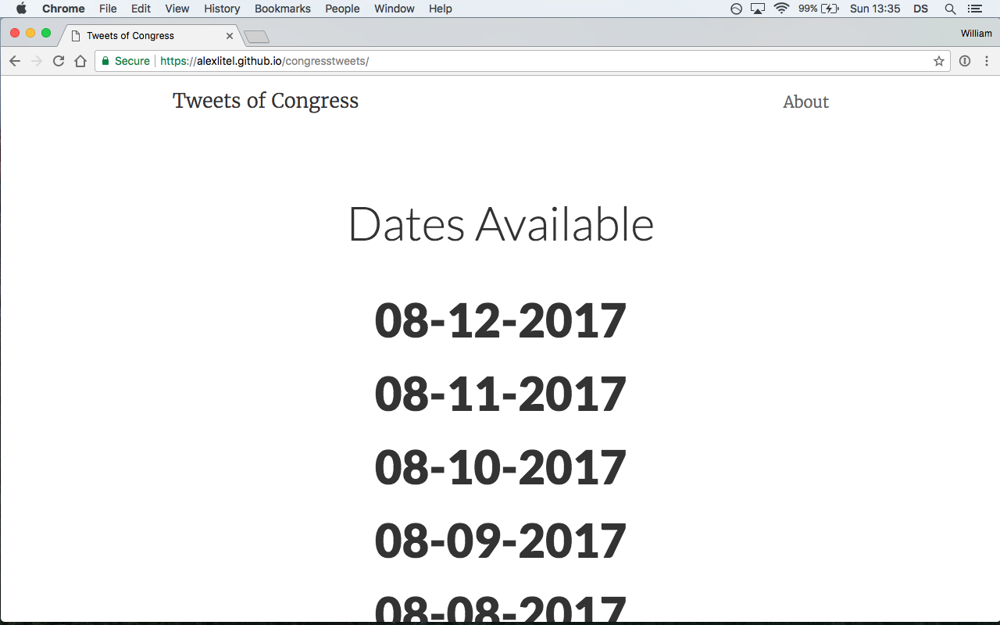 Chrome File Edit View History Bookmarks People Window Help 99% Sun 13:35 DS
Tweets of Congress William
Secure https://alexlitel.github.io/congresstweets/
Tweets of Congress About
Dates Available
08-12-2017
08-11-2017
08-10-2017
08-09-2017
08-08-2017